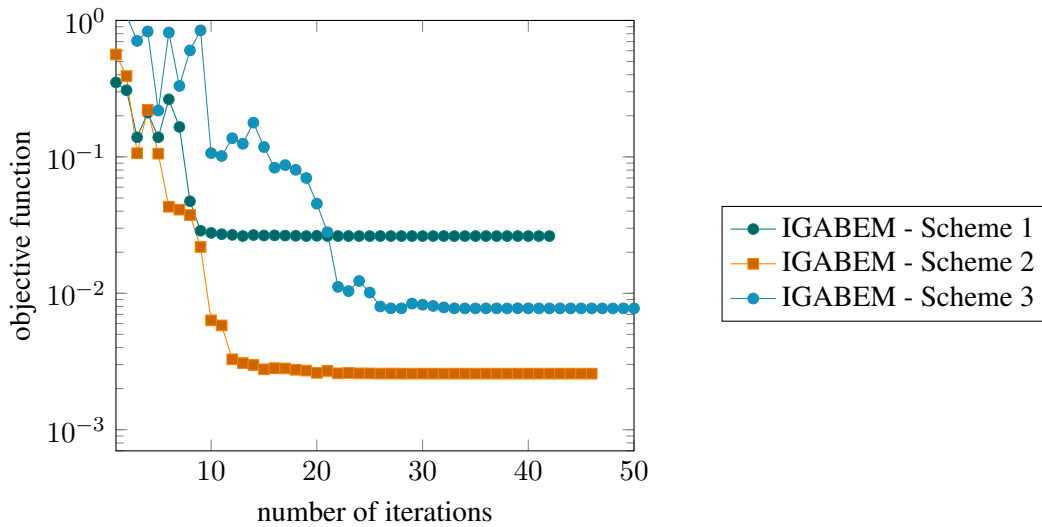 10^0
10^-1
10^-2
10^-3
objective function
10
20
30
40
50
number of iterations
IGABEM - Scheme 1
IGABEM - Scheme 2
IGABEM - Scheme 3